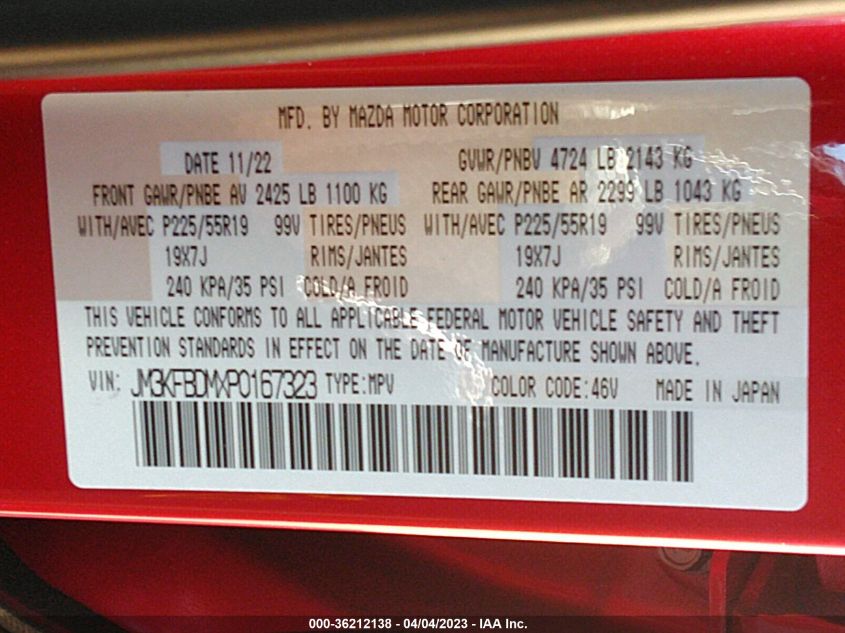 MFD. BY MAZDA MOTOR CORPORATION
DATE 11/22 GVWR/PNBV 4724 LB 2143 KG
FRONT GAWR/PNBE AV 2425 LB 1100 KG REAR GAWR/PNBE AR 2299 LB 1043 KG
WITH/AVEC P225/55R19 99V TIRES/PNEUS WITH/AVEC P225/55R19 99V TIRES/PNEUS
19X7J RIMS/JANTES 19X7J RIMS/JANTES
240 KPA/35 PSI COLD/A FROID 240 KPA/35 PSI COLD/A FROID
THIS VEHICLE CONFORMS TO ALL APPLICABLE FEDERAL MOTOR VEHICLE SAFETY AND THEFT
PREVENTION STANDARDS IN EFFECT ON THE DATE OF MANUFACTURE SHOWN ABOVE.
VIN: JM3KFBDMXP0167323 TYPE:MPV COLOR CODE:46V MADE IN JAPAN
000-36212138 - 04/04/2023 - IAA Inc.